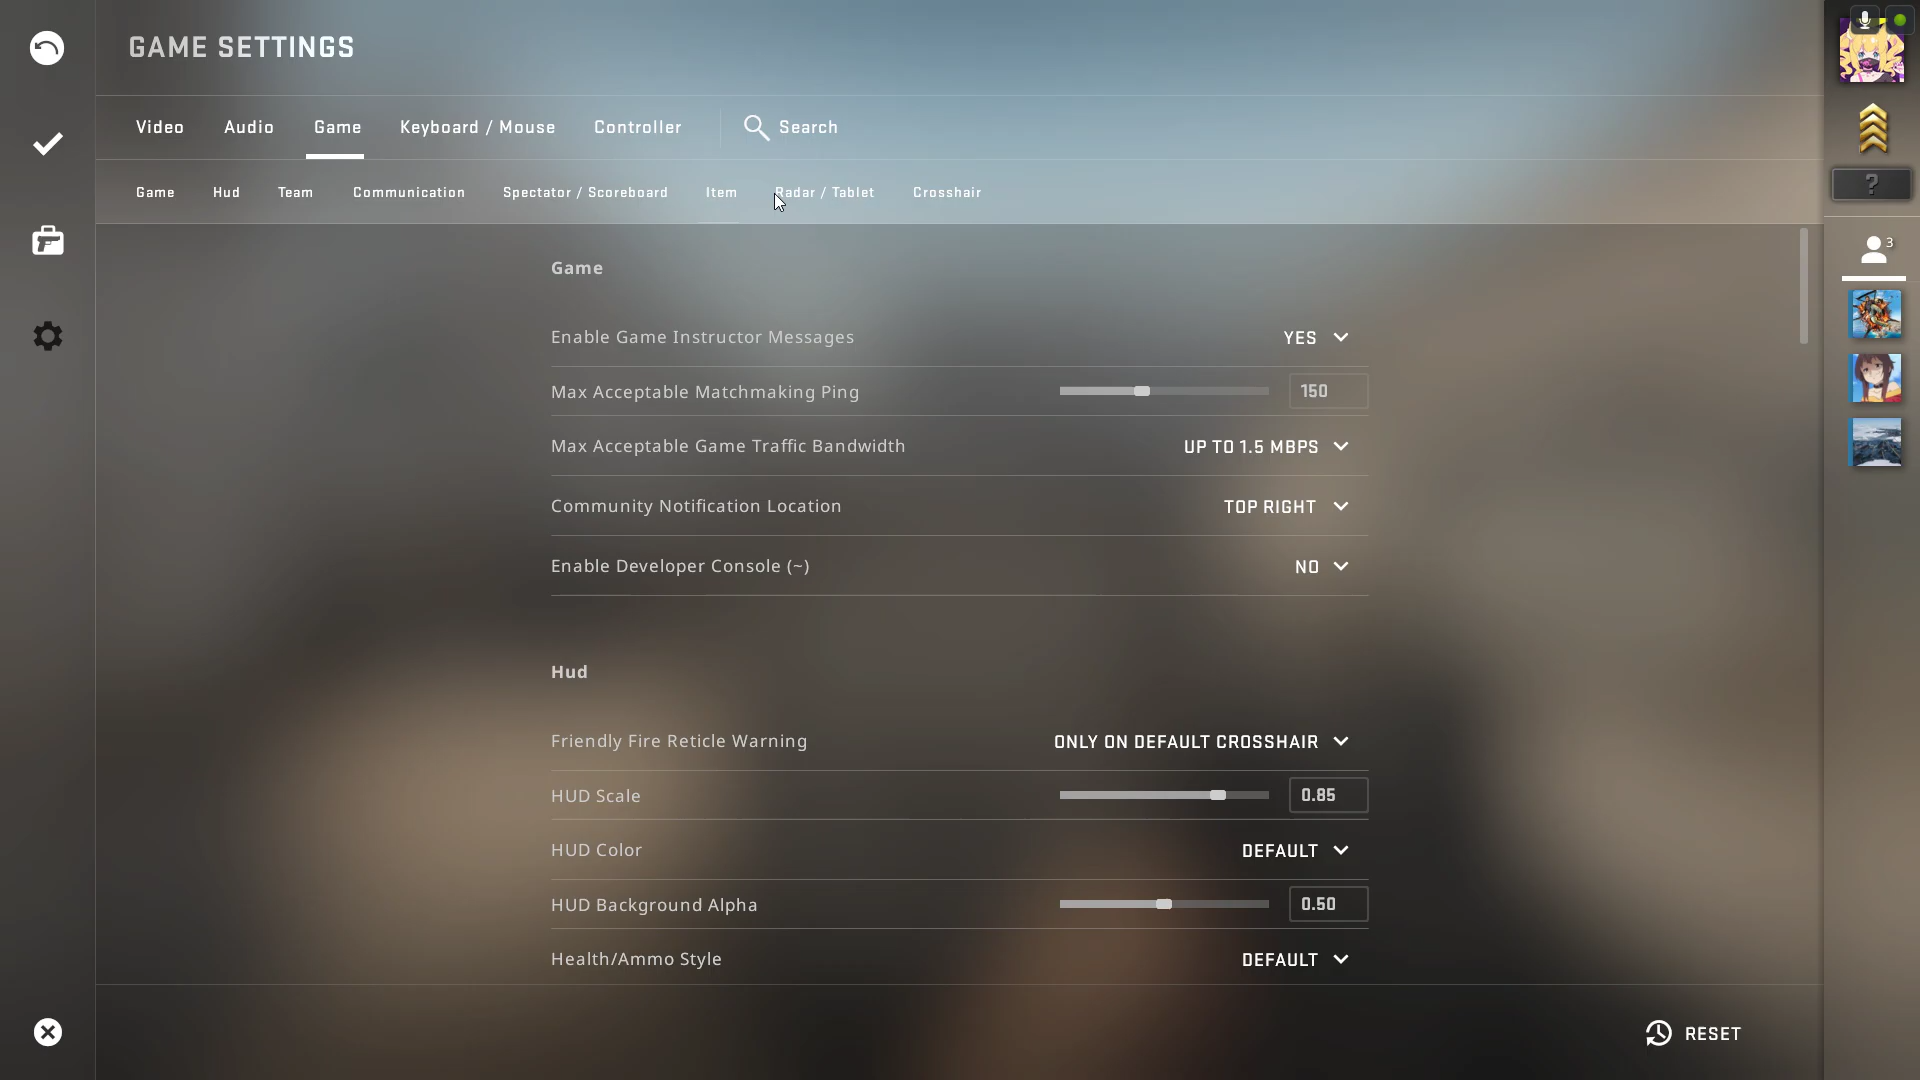 GAME SETTINGS
Video Audio Game Keyboard / Mouse Controller Search
Game Hud Team Communication Spectator / Scoreboard Item Radar / Tablet Crosshair
?
3
Game
Enable Game Instructor Messages YES
Max Acceptable Matchmaking Ping 150
Max Acceptable Game Traffic Bandwidth UP TO 1.5 MBPS
Community Notification Location TOP RIGHT
Enable Developer Console (~) NO
Hud
Friendly Fire Reticle Warning ONLY ON DEFAULT CROSSHAIR
HUD Scale 0.85
HUD Color DEFAULT
HUD Background Alpha 0.50
Health/Ammo Style DEFAULT
RESET